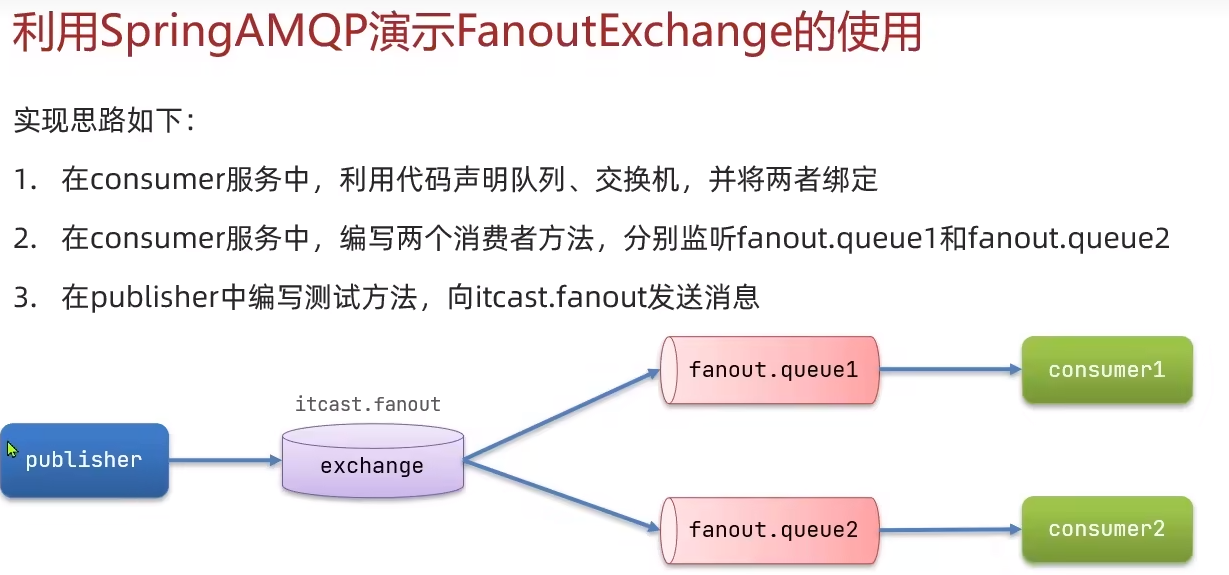 利用SpringAMQP演示FanoutExchange的使用
实现思路如下：
1. 在consumer服务中，利用代码声明队列、交换机，并将两者绑定
2. 在consumer服务中，编写两个消费者方法，分别监听fanout.queue1和fanout.queue2
3. 在publisher中编写测试方法，向itcast.fanout发送消息
fanout.queue1
consumer1
itcast.fanout
publisher
exchange
fanout.queue2
consumer2